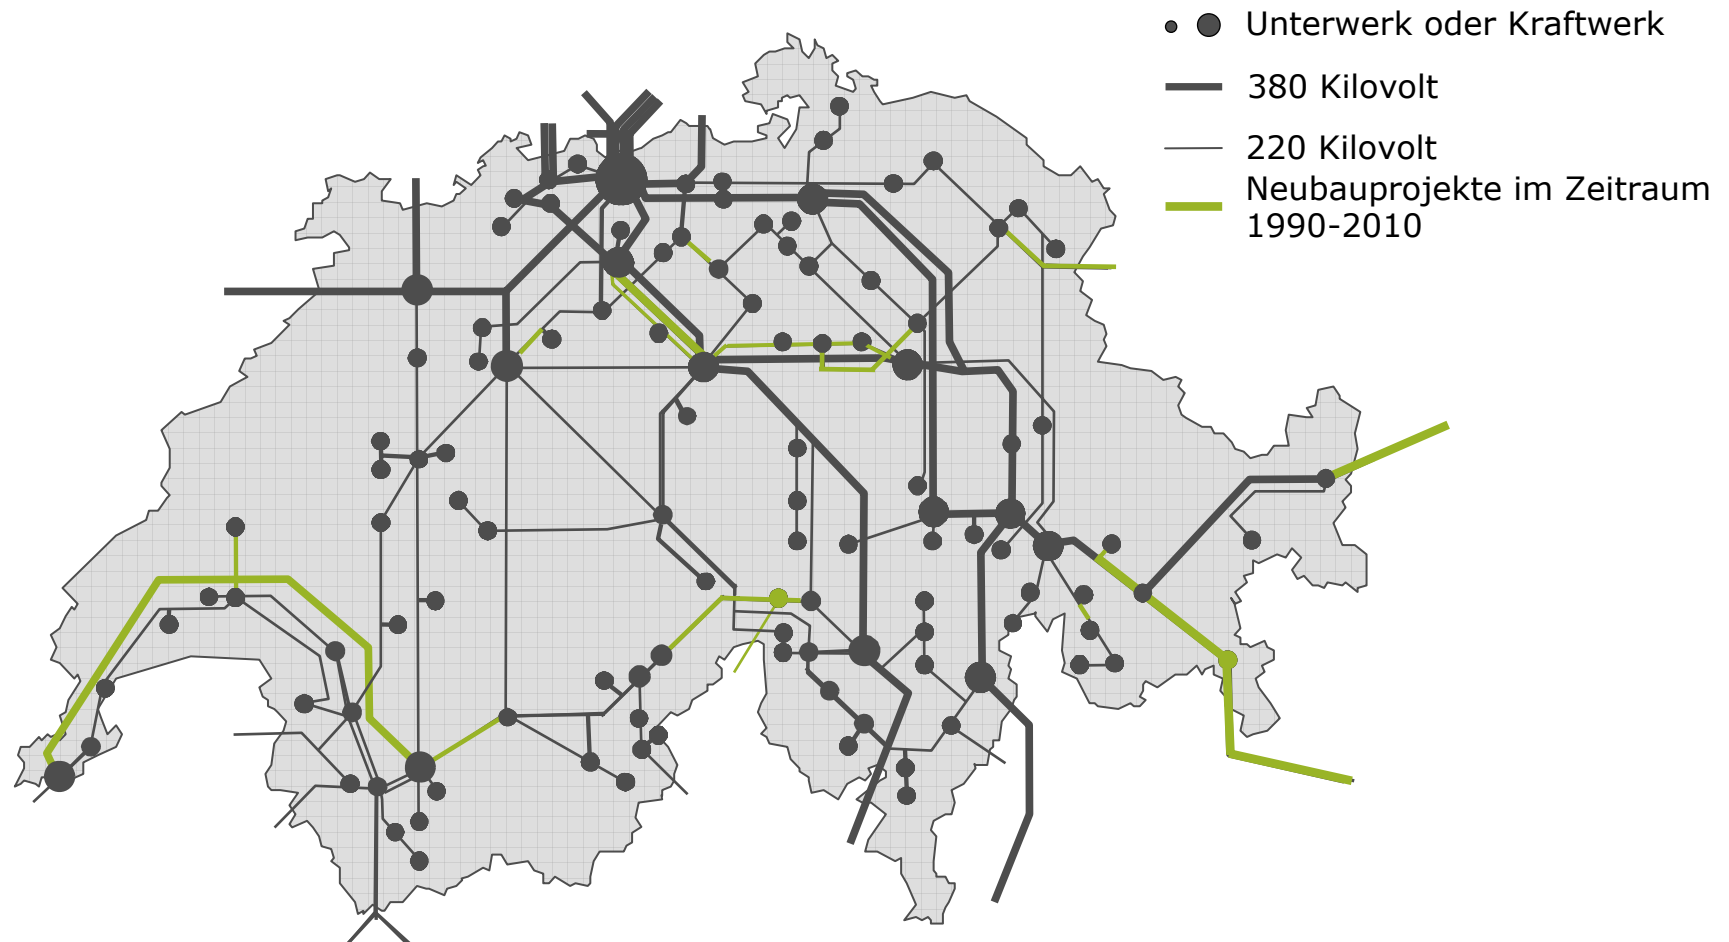 Unterwerk oder Kraftwerk
380 Kilovolt
220 Kilovolt
Neubauprojekte im Zeitraum
1990-2010